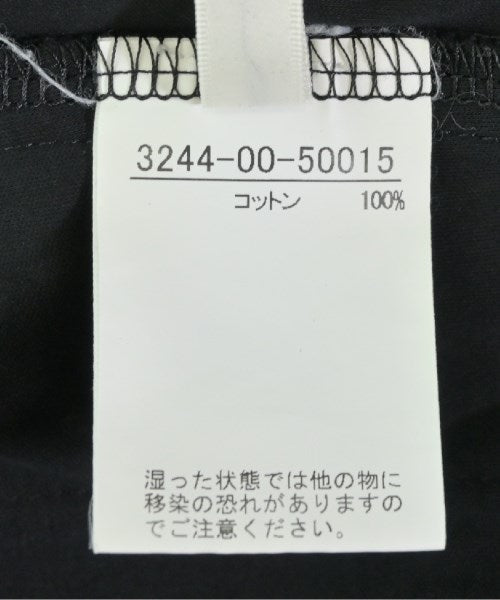 3244-00-50015
コットン 100%
湿った状態では他の物に
移染の恐れがありますの
でご注意ください。